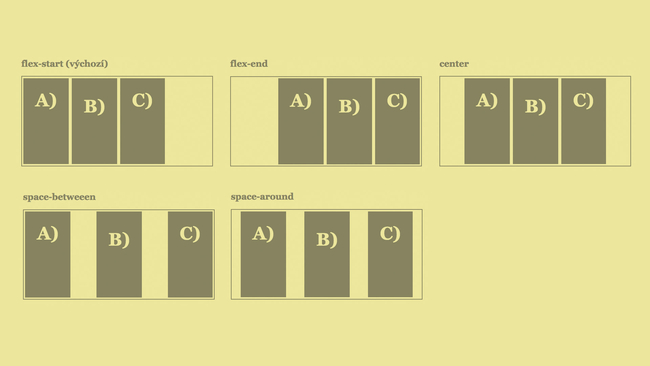 flex-start (výchozí)
A) B) C)
flex-end
A) B) C)
center
A) B) C)
space-betweeen
A) B) C)
space-around
A) B) C)